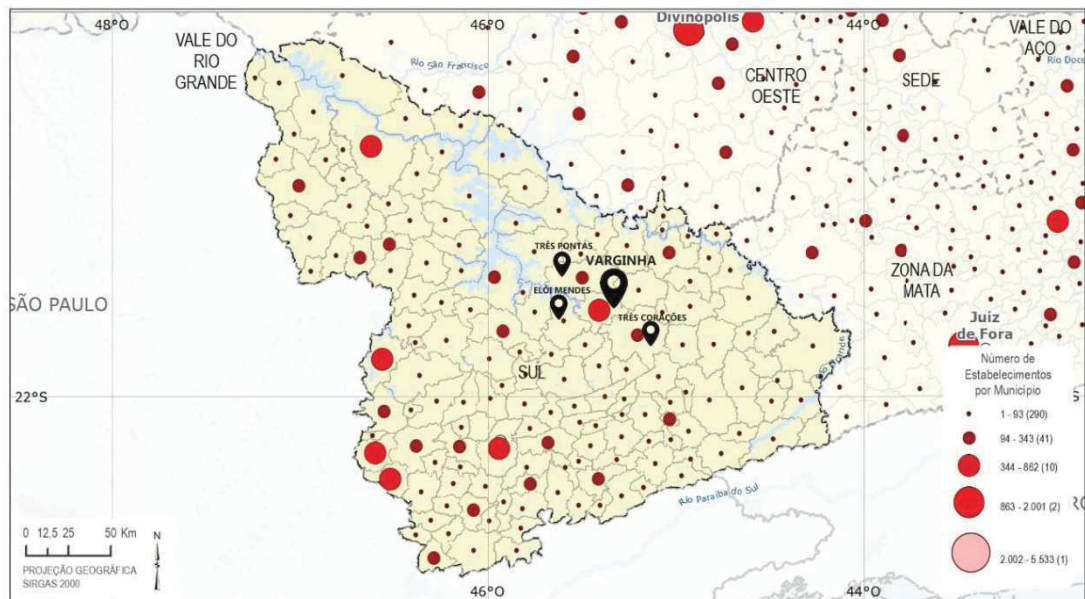 48°O
46°O
44°O
Divinópolis
VALE DO
RIO
GRANDE
Rio São Francisco
CENTRO
OESTE
SEDE
VALE DO
AÇO
Rio Doce
TRÊS PONTAS
VARGINHA
ELÓI MENDES
TRÊS CORAÇÕES
SÃO PAULO
ZONA DA
MATA
Juiz
de Fora
SUL
Rio Grande
22°S
Rio Paraíba do Sul
Número de
Estabelecimentos
por Município
1 - 93 (290)
94 - 343 (41)
344 - 862 (10)
863 - 2.001 (2)
2.002 - 5.533 (1)
0 12,5 25 50 Km
N
PROJEÇÃO GEOGRÁFICA
SIRGAS 2000
46°O
44°O